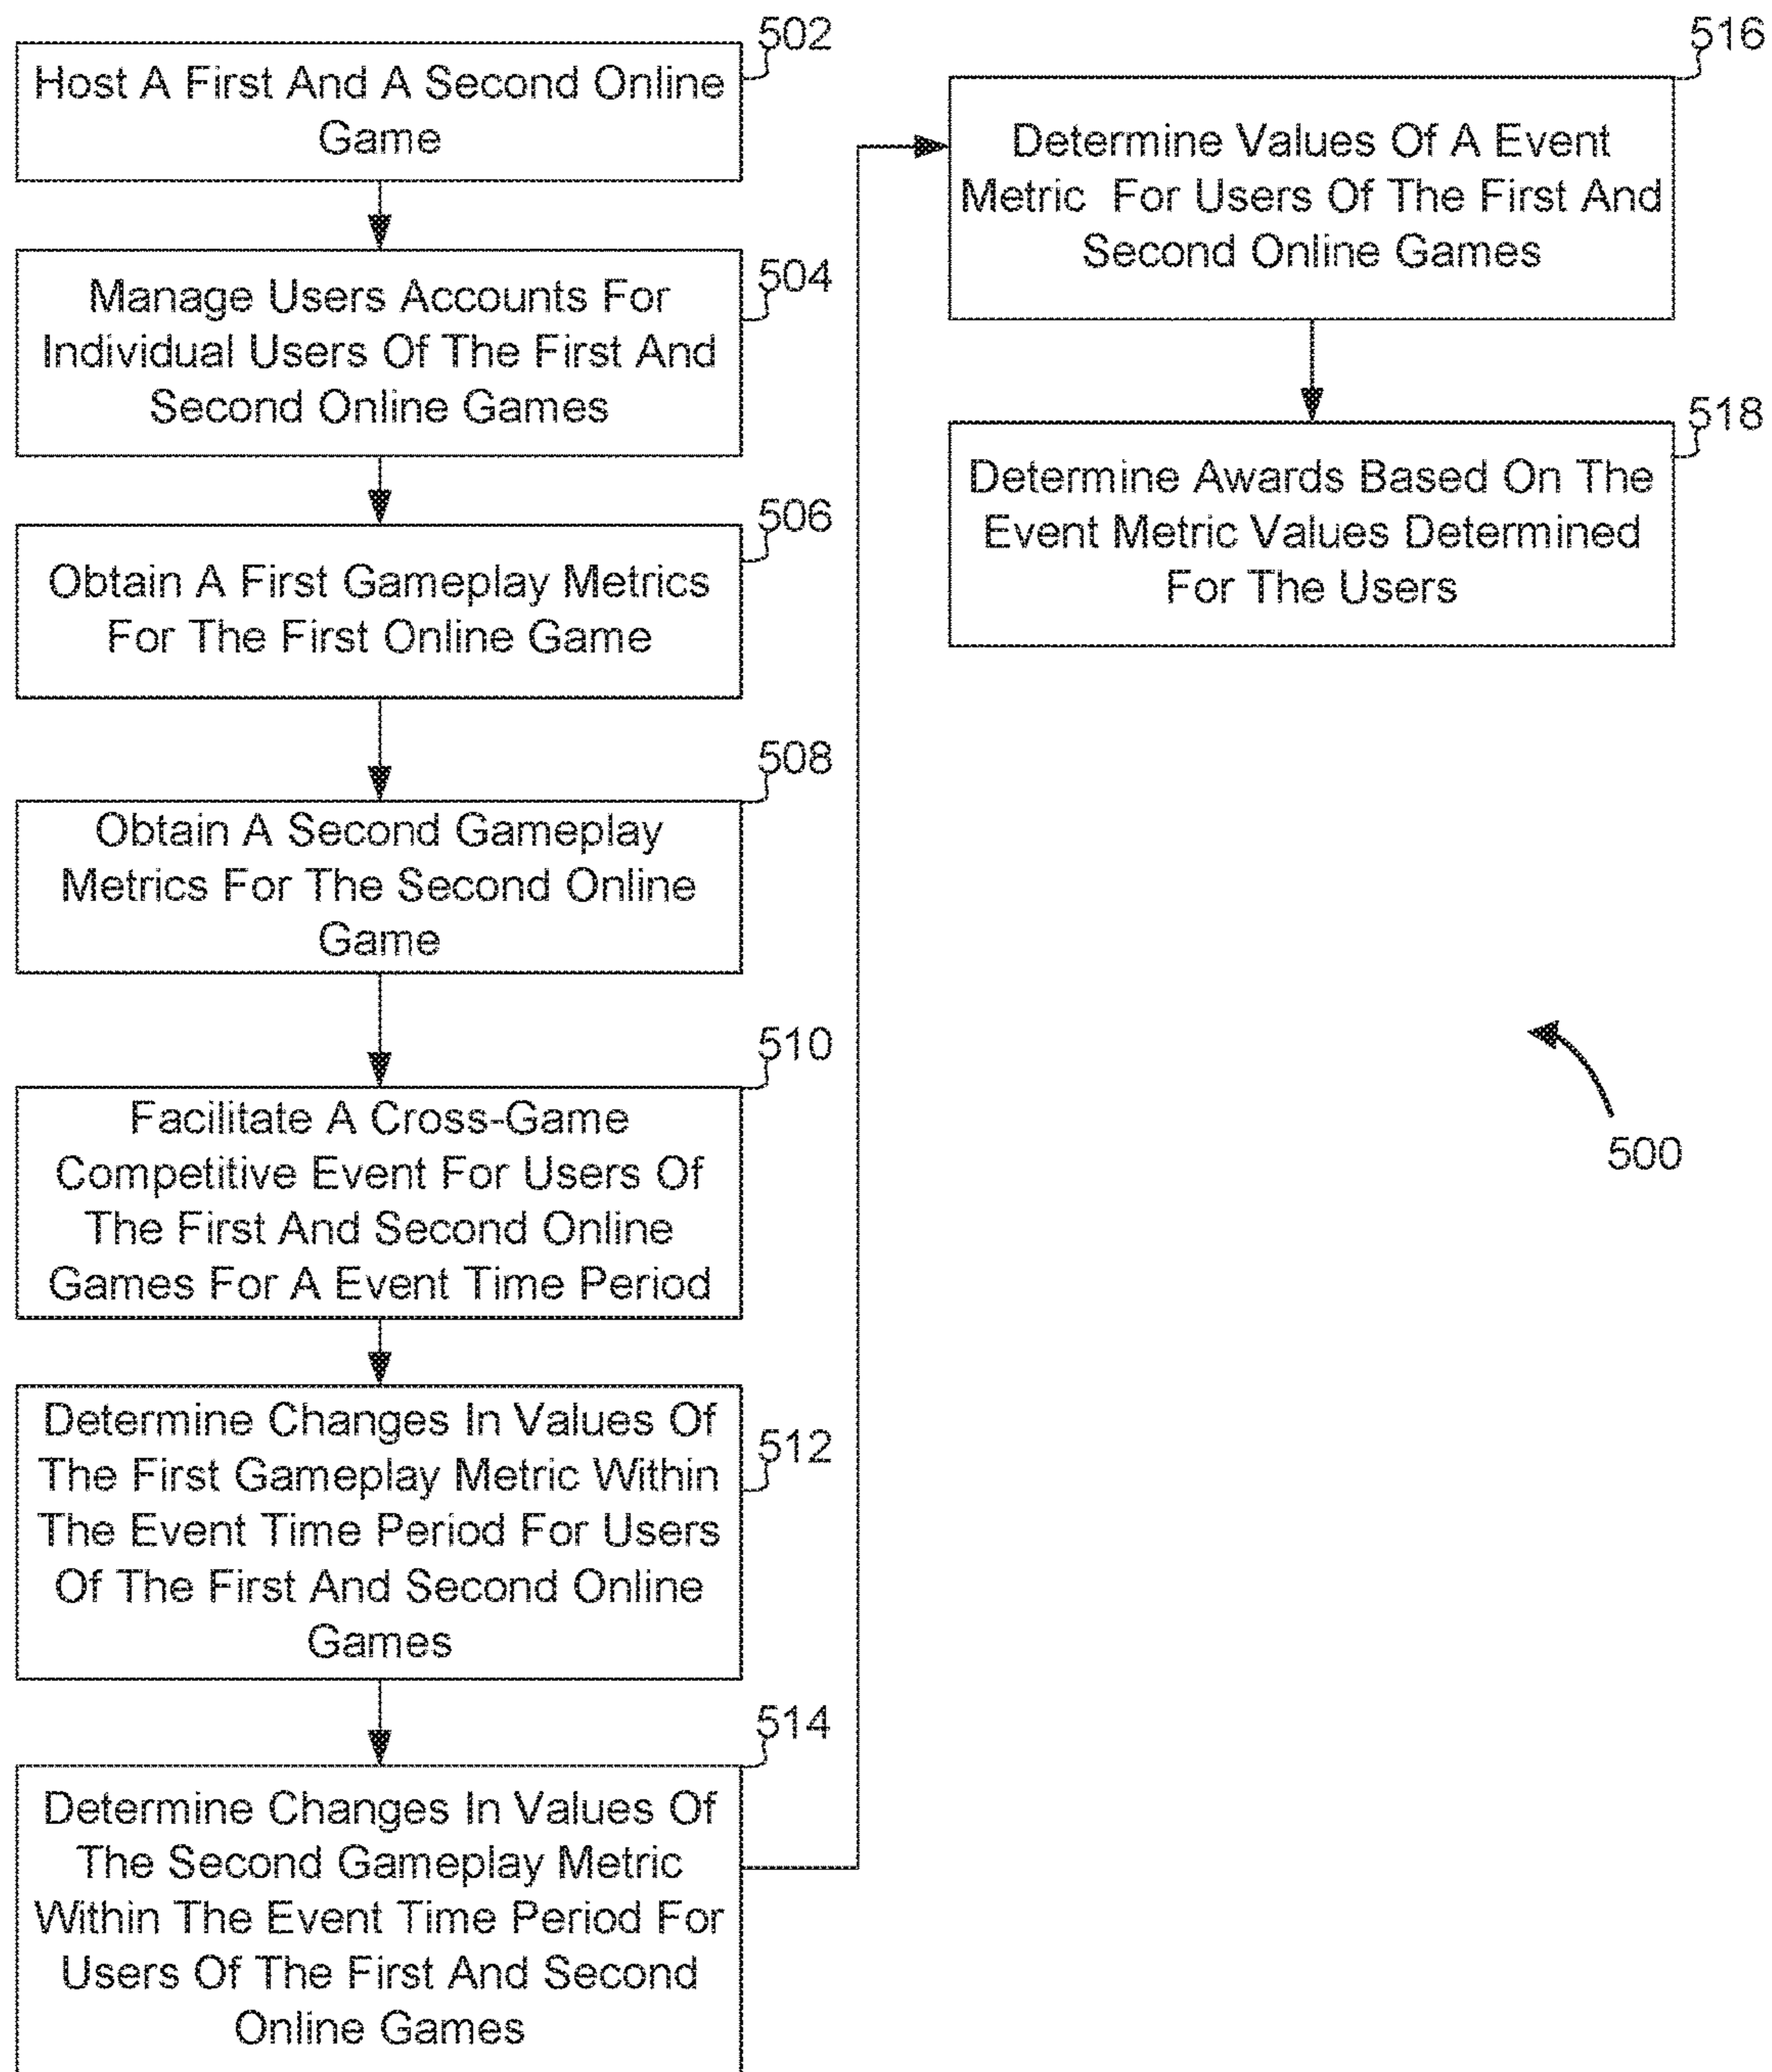 502
Host A First And A Second Online
Game
504
Manage Users Accounts For
Individual Users Of The First And
Second Online Games
506
Obtain A First Gameplay Metrics
For The First Online Game
508
Obtain A Second Gameplay
Metrics For The Second Online
Game
510
Facilitate A Cross-Game
Competitive Event For Users Of
The First And Second Online
Games For A Event Time Period
512
Determine Changes In Values Of
The First Gameplay Metric Within
The Event Time Period For Users
Of The First And Second Online
Games
514
Determine Changes In Values Of
The Second Gameplay Metric
Within The Event Time Period For
Users Of The First And Second
Online Games
516
Determine Values Of A Event
Metric For Users Of The First And
Second Online Games
518
Determine Awards Based On The
Event Metric Values Determined
For The Users
500